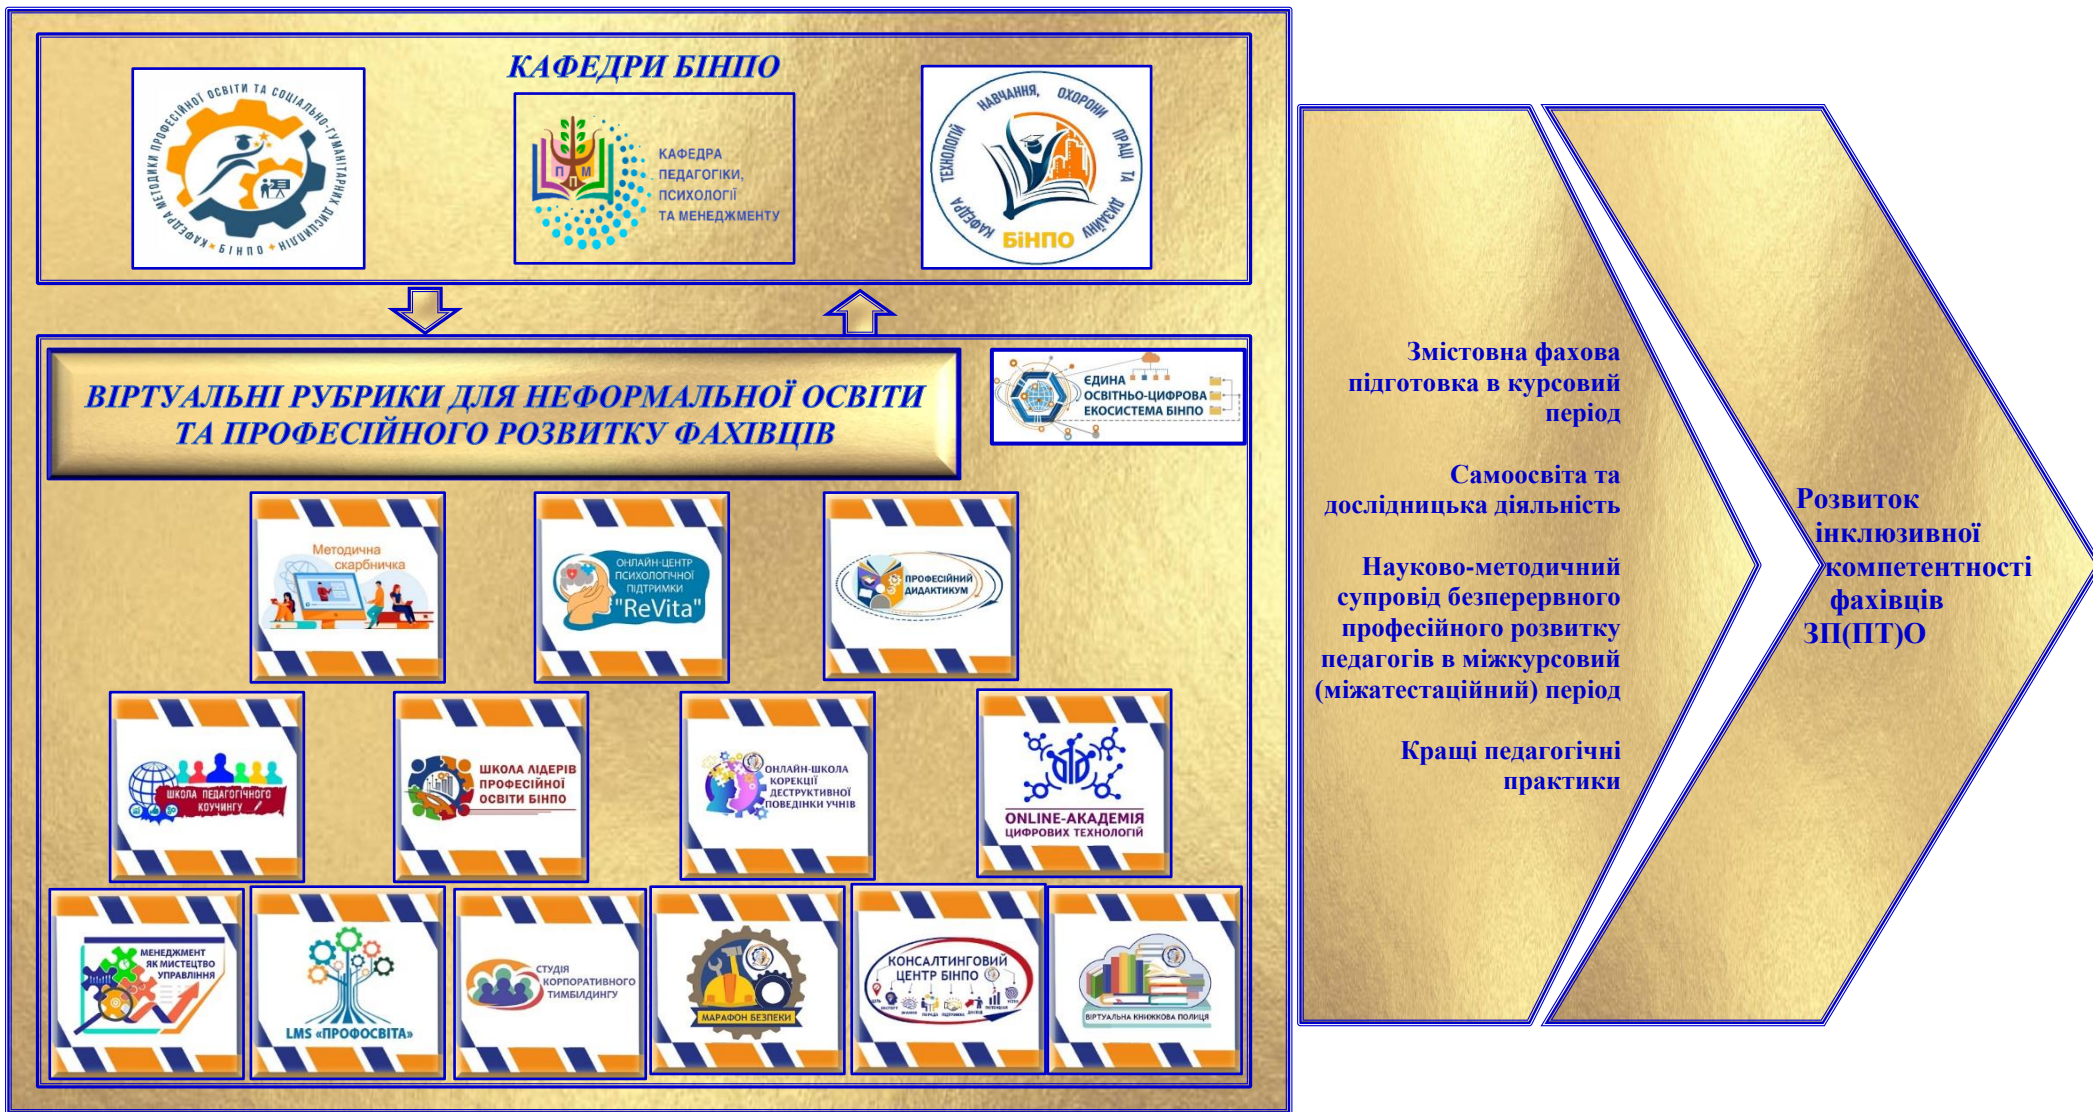 КАФЕДРИ БІНПО
КАФЕДРА МЕТОДИКИ ПРОФЕСІЙНОЇ ОСВІТИ ТА СОЦІАЛЬНО-ГУМАНІТАРНИХ ДИСЦИПЛІН
БІНПО
П
П
М
КАФЕДРА
ПЕДАГОГІКИ,
ПСИХОЛОГІЇ
ТА МЕНЕДЖМЕНТУ
КАФЕДРА ТЕХНОЛОГІЙ НАВЧАННЯ, ОХОРОНИ ПРАЦІ ТА ДИЗАЙНУ
БІНПО
ВІРТУАЛЬНІ РУБРИКИ ДЛЯ НЕФОРМАЛЬНОЇ ОСВІТИ
ТА ПРОФЕСІЙНОГО РОЗВИТКУ ФАХІВЦІВ
ЄДИНА
ОСВІТНЬО-ЦИФРОВА
ЕКОСИСТЕМА БІНПО
Методична
скарбничка
ОНЛАЙН-ЦЕНТР
ПСИХОЛОГІЧНОЇ
ПІДТРИМКИ
"ReVita"
ПРОФЕСІЙНИЙ
ДИДАКТИКУМ
ШКОЛА ПЕДАГОГІЧНОГО
КОУЧИНГУ
ШКОЛА ЛІДЕРІВ
ПРОФЕСІЙНОЇ
ОСВІТИ БІНПО
ОНЛАЙН-ШКОЛА
КОРЕКЦІЇ
ДЕСТРУКТИВНОЇ
ПОВЕДІНКИ УЧНІВ
ONLINE-АКАДЕМІЯ
ЦИФРОВИХ ТЕХНОЛОГІЙ
МЕНЕДЖМЕНТ
ЯК МИСТЕЦТВО
УПРАВЛІННЯ
LMS «ПРОФОСВІТА»
СТУДІЯ
КОРПОРАТИВНОГО
ТИМБІЛДИНГУ
МАРАФОН БЕЗПЕКИ
КОНСАЛТИНГОВИЙ
ЦЕНТР БІНПО
ВІРТУАЛЬНА КНИЖКОВА ПОЛИЦЯ
Змістовна фахова
підготовка в курсовий
період
Самоосвіта та
дослідницька діяльність
Науково-методичний
супровід безперервного
професійного розвитку
педагогів в міжкурсовий
(міжатестаційний) період
Кращі педагогічні
практики
Розвиток
інклюзивної
компетентності
фахівців
ЗП(ПТ)О